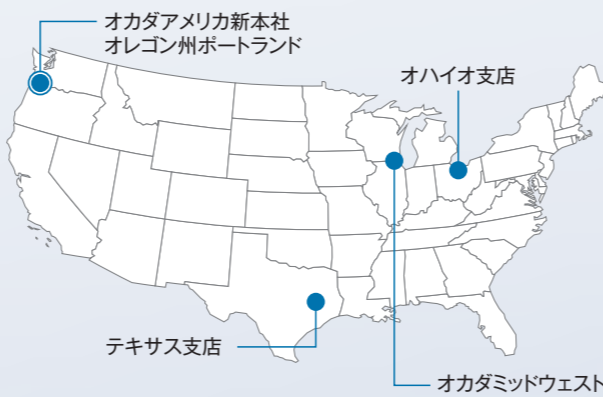 オカダアメリカ新本社
オレゴン州ポートランド
オハイオ支店
テキサス支店
オカダミッドウェスト